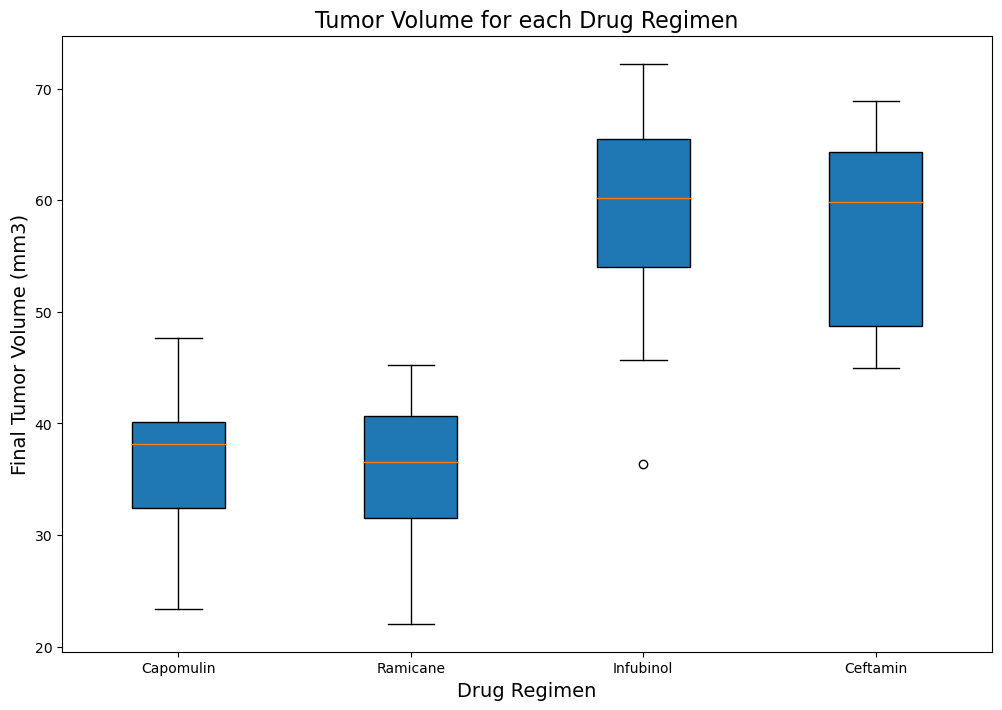 Tumor Volume for each Drug Regimen
Final Tumor Volume (mm3)
70
60
50
40
30
20
Capomulin Ramicane Infubinol Ceftamin
Drug Regimen